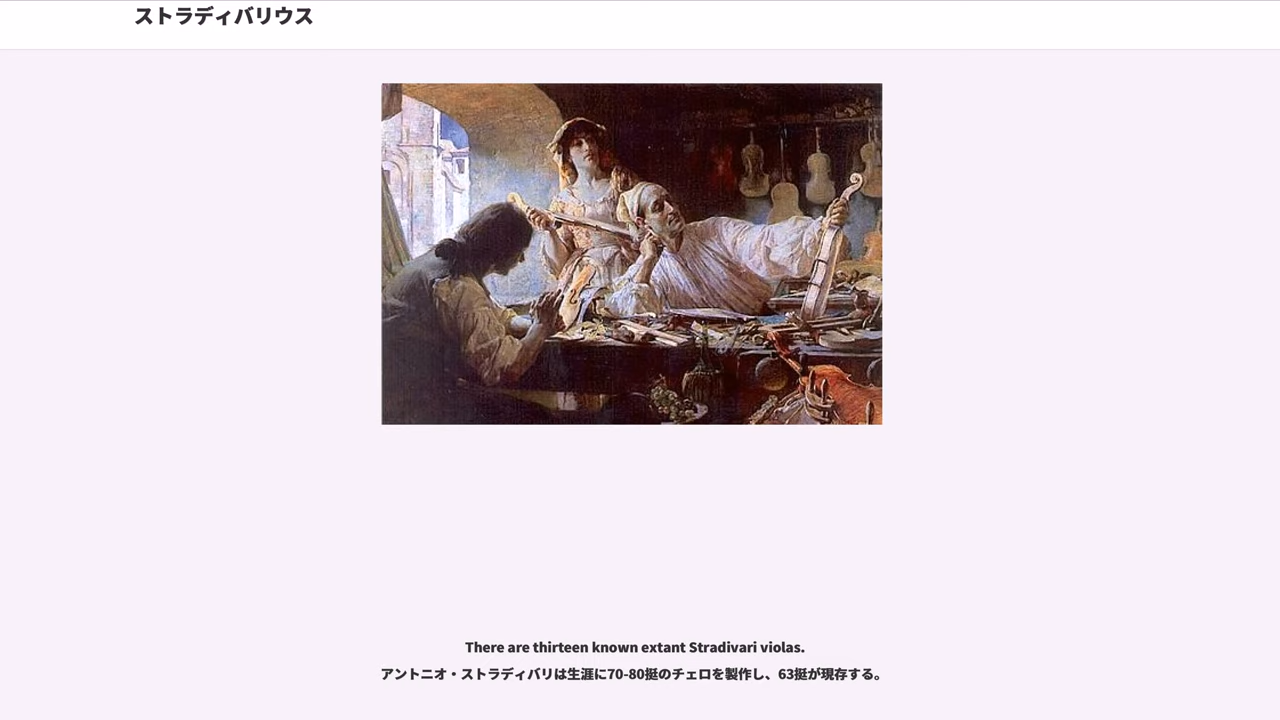 ストラディバリウス
There are thirteen known extant Stradivari violas.
アントニオ・ストラディバリは生涯に70-80挺のチェロを製作し、63挺が現存する。